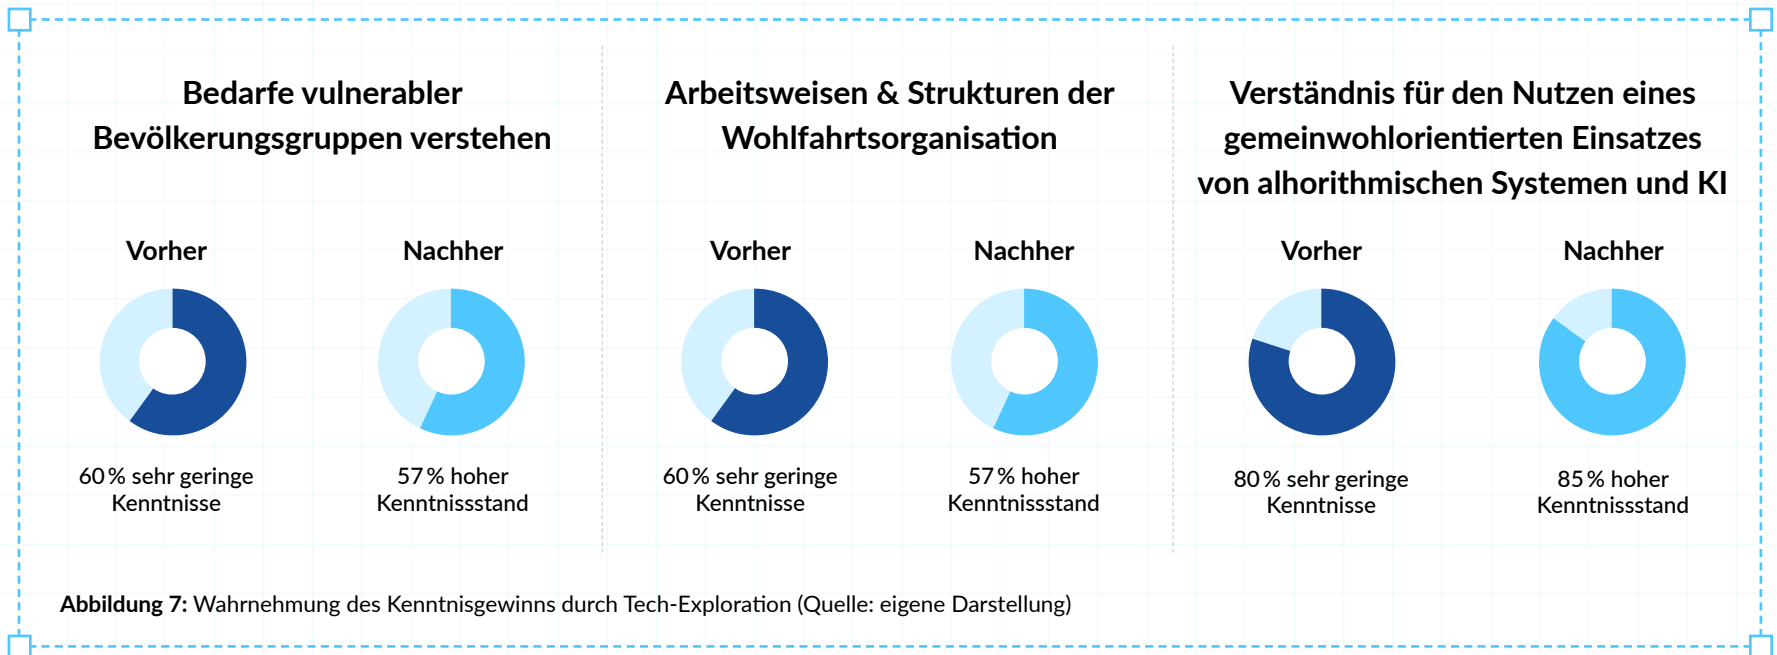 Bedarfe vulnerabler
Bevölkerungsgruppen verstehen
Vorher
Nachher
60 % sehr geringe
Kenntnisse
57 % hoher
Kenntnissstand
Arbeitsweisen & Strukturen der
Wohlfahrtsorganisation
Vorher
Nachher
60 % sehr geringe
Kenntnisse
57 % hoher
Kenntnissstand
Verständnis für den Nutzen eines
gemeinwohlorientierten Einsatzes
von alhorithmischen Systemen und KI
Vorher
Nachher
80 % sehr geringe
Kenntnisse
85 % hoher
Kenntnissstand
Abbildung 7: Wahrnehmung des Kenntnisgewinns durch Tech-Exploration (Quelle: eigene Darstellung)